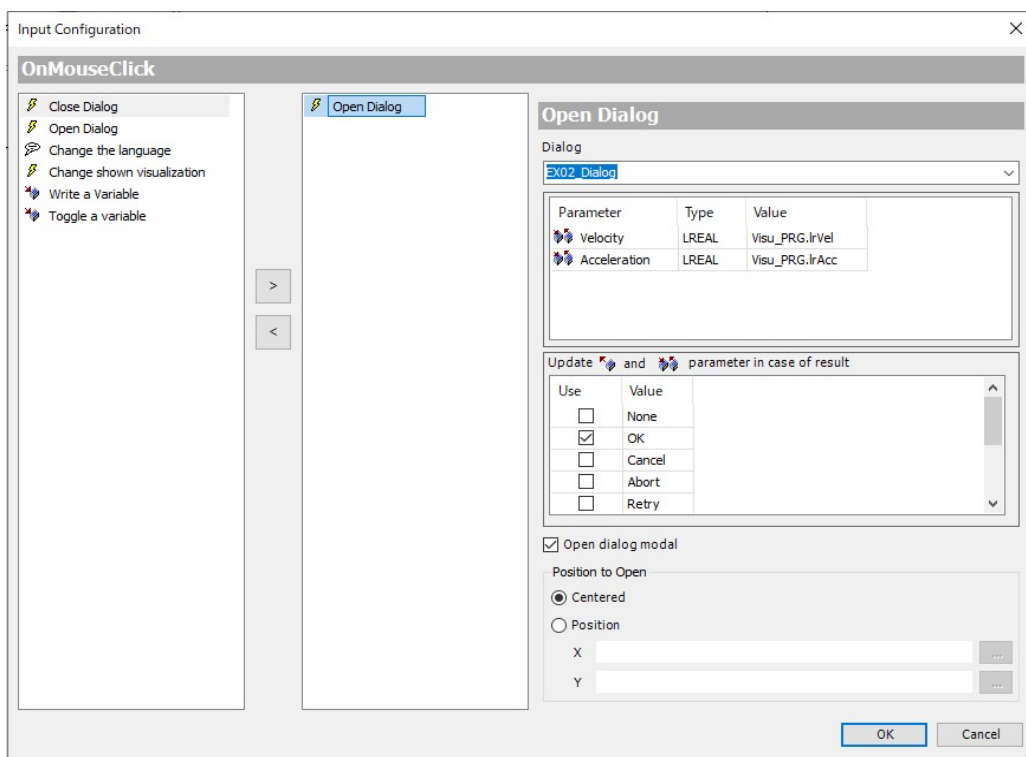 Input Configuration
OnMouseClick
Close Dialog
Open Dialog
Change the language
Change shown visualization
Write a Variable
Toggle a variable
>
<
Open Dialog
Open Dialog
Dialog
EX02_Dialog
Parameter Type Value
Velocity LREAL Visu_PRG.lrVel
Acceleration LREAL Visu_PRG.lrAcc
Update and parameter in case of result
Use Value
None
OK
Cancel
Abort
Retry
Open dialog modal
Position to Open
Centered
Position
X ...
Y ...
OK Cancel